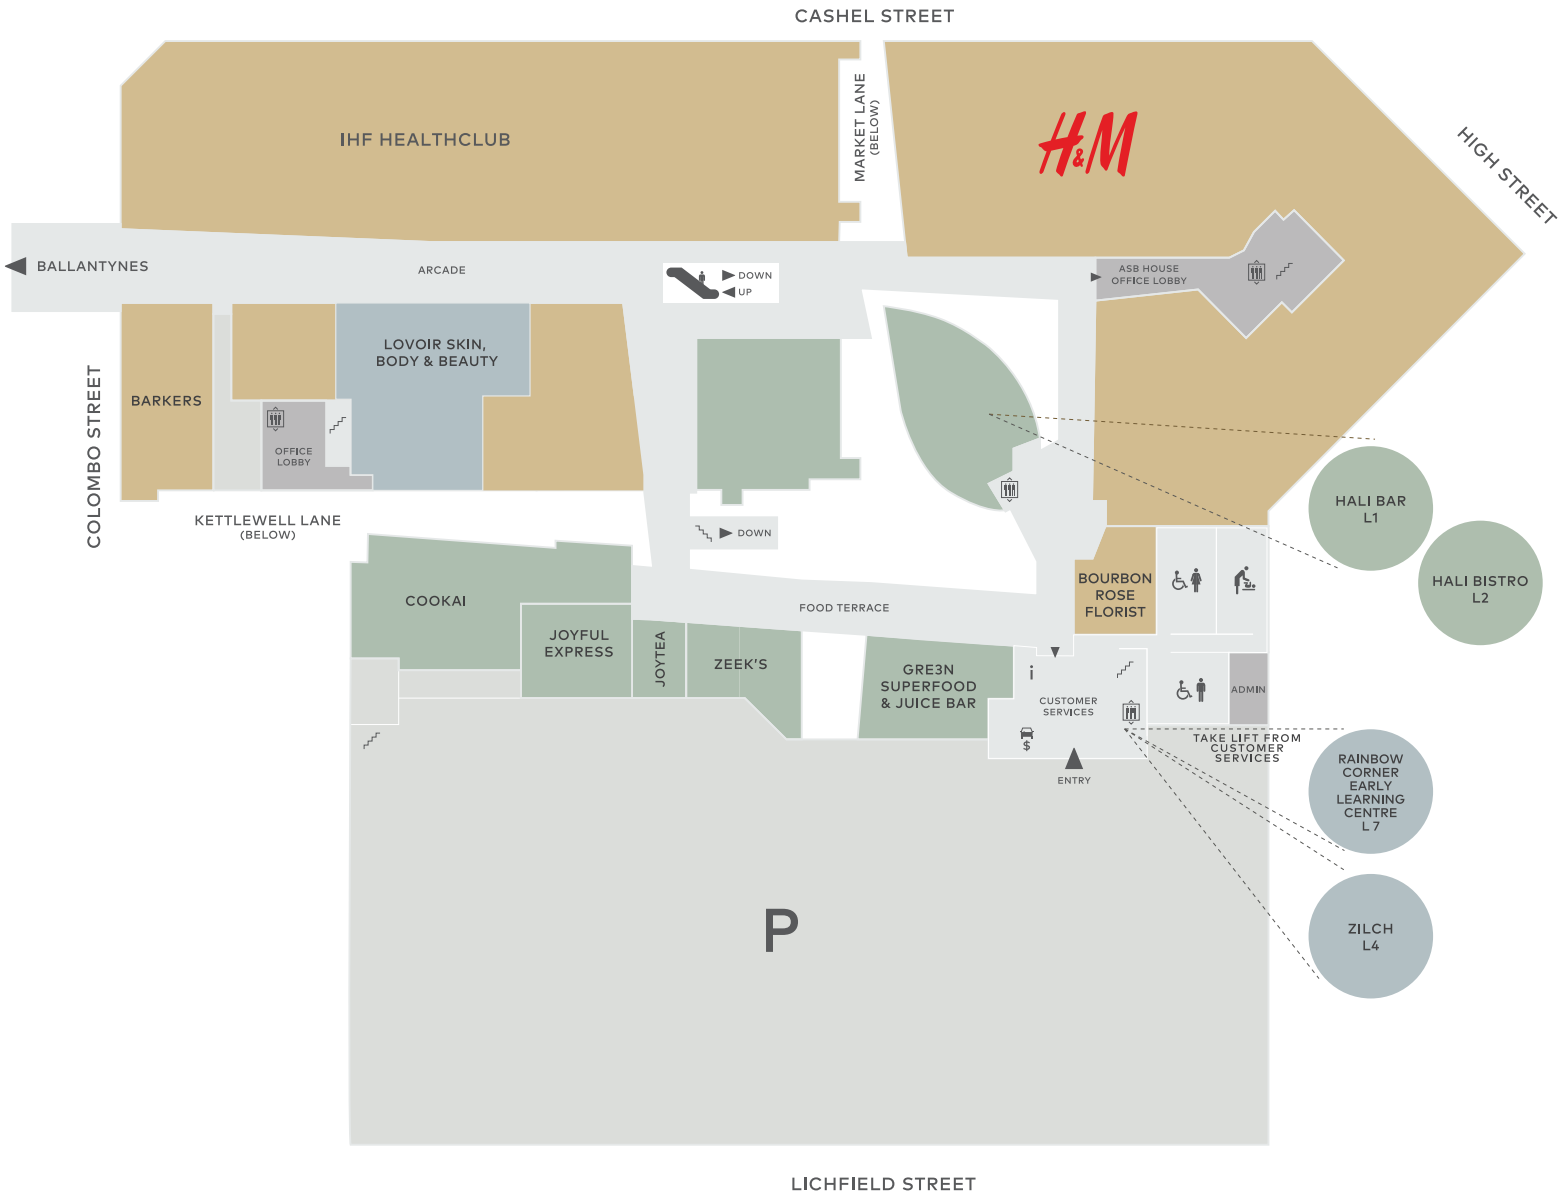 CASHEL STREET
IHF HEALTHCLUB
MARKET LANE
(BELOW)
H&M
HIGH STREET
BALLANTYNES
ARCADE
DOWN
UP
ASB HOUSE
OFFICE LOBBY
COLOMBO STREET
BARKERS
LOVOIR SKIN,
BODY & BEAUTY
OFFICE
LOBBY
KETTLEWELL LANE
(BELOW)
DOWN
HALI BAR
L1
HALI BISTRO
L2
COOKAI
JOYFUL
EXPRESS
JOYTEA
ZEEK'S
FOOD TERRACE
GRE3N
SUPERFOOD
& JUICE BAR
BOURBON
ROSE
FLORIST
i
CUSTOMER
SERVICES
$
ENTRY
ADMIN
TAKE LIFT FROM
CUSTOMER
SERVICES
RAINBOW
CORNER
EARLY
LEARNING
CENTRE
L7
ZILCH
L4
P
LICHFIELD STREET